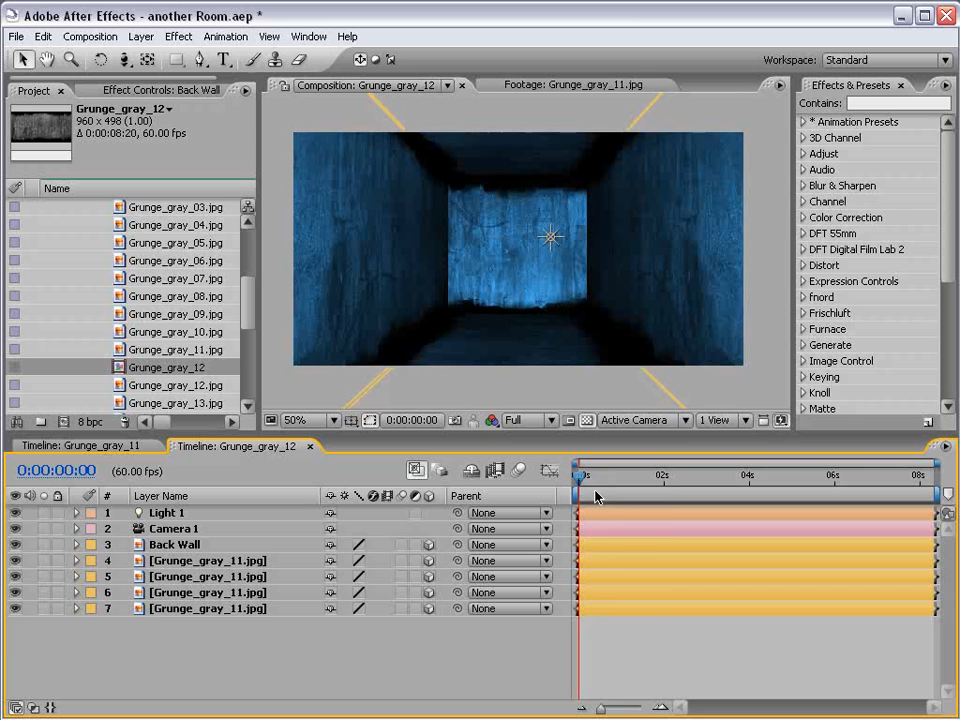 Adobe After Effects - another Room.aep *
File Edit Composition Layer Effect Animation View Window Help
Workspace: Standard
Project × Effect Controls: Back Wall
Composition: Grunge_gray_12 × Footage: Grunge_gray_11.jpg
Effects & Presets ×
Grunge_gray_12
960 x 498 (1.00)
Δ 0:00:08:20, 60.00 fps
Contains:
Name
Grunge_gray_03.jpg
Grunge_gray_04.jpg
Grunge_gray_05.jpg
Grunge_gray_06.jpg
Grunge_gray_07.jpg
Grunge_gray_08.jpg
Grunge_gray_09.jpg
Grunge_gray_10.jpg
Grunge_gray_11.jpg
Grunge_gray_12
Grunge_gray_12.jpg
Grunge_gray_13.jpg
8 bpc
50% 0:00:00:00 Full Active Camera 1 View
* Animation Presets
3D Channel
Adjust
Audio
Blur & Sharpen
Channel
Color Correction
DFT 55mm
DFT Digital Film Lab 2
Distort
Expression Controls
fnord
Frischluft
Furnace
Generate
Image Control
Keying
Knoll
Matte
Timeline: Grunge_gray_11 Timeline: Grunge_gray_12 ×
0:00:00:00 (60.00 fps)
02s 04s 06s 08s
# Layer Name Parent
1 Light 1 None
2 Camera 1 None
3 Back Wall None
4 [Grunge_gray_11.jpg] None
5 [Grunge_gray_11.jpg] None
6 [Grunge_gray_11.jpg] None
7 [Grunge_gray_11.jpg] None